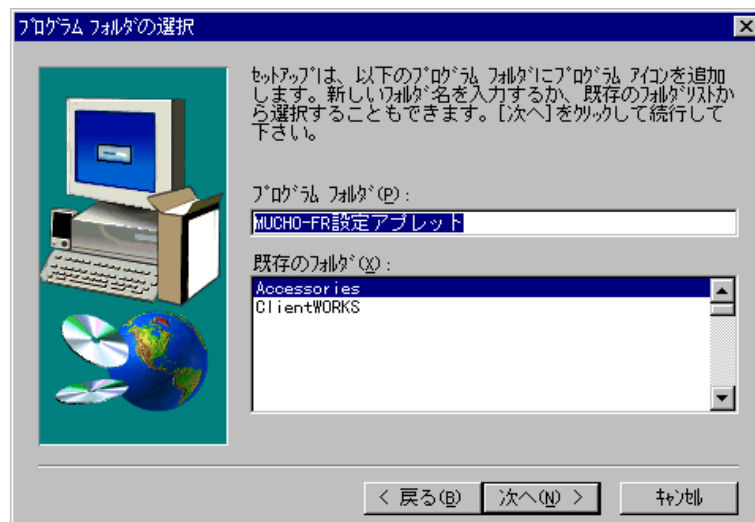 プログラム フォルダの選択
ｾｯﾄｱｯﾌﾟは、以下のﾌﾟﾛｸﾞﾗﾑ ﾌｫﾙﾀﾞにﾌﾟﾛｸﾞﾗﾑ ｱｲｺﾝを追加
します。新しいﾌｫﾙﾀﾞ名を入力するか、既存のﾌｫﾙﾀﾞﾘｽﾄか
ら選択することもできます。[次へ]をｸﾘｯｸして続行して
下さい。
ﾌﾟﾛｸﾞﾗﾑ ﾌｫﾙﾀﾞ(P):
MUCHO-FR設定アプレット
既存のﾌｫﾙﾀﾞ(X):
Accessories
ClientWORKS
< 戻る(B) 次へ(N) > ｷｬﾝｾﾙ